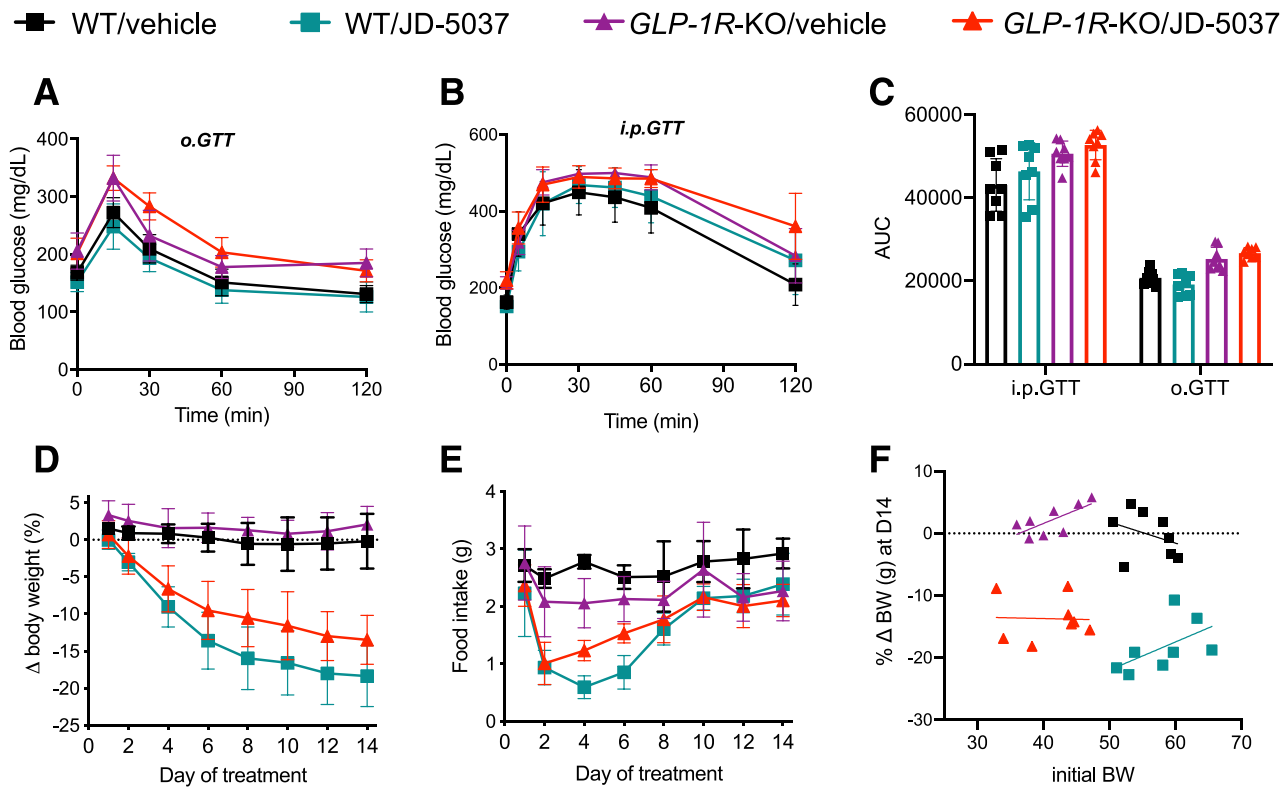 WT/vehicle WT/JD-5037 GLP-1R-KO/vehicle GLP-1R-KO/JD-5037
A
o.GTT
Blood glucose (mg/dL)
400
300
200
100
0
0 30 60 90 120
Time (min)
B
i.p.GTT
Blood glucose (mg/dL)
600
400
200
0
0 30 60 90 120
Time (min)
C
AUC
60000
40000
20000
0
i.p.GTT o.GTT
D
Δ body weight (%)
5
0
-5
-10
-15
-20
-25
0 2 4 6 8 10 12 14
Day of treatment
E
Food intake (g)
4
3
2
1
0
0 2 4 6 8 10 12 14
Day of treatment
F
% Δ BW (g) at D14
10
0
-10
-20
-30
30 40 50 60 70
initial BW